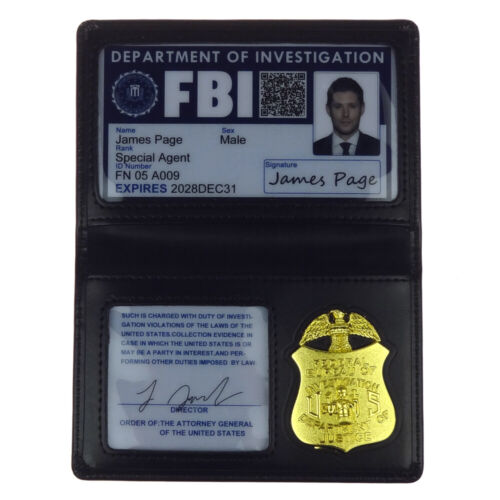 DEPARTMENT OF INVESTIGATION
FBI
Name Sex
James Page Male
Rank
Special Agent
ID Number
FN 05 A009
EXPIRES 2028DEC31
Signature
James Page
SUCH IS CHARGED WITH DUTY OF INVESTI-
GATION VIOLATIONS OF THE LAWS OF THE
UNITED STATES.COLLECTION EVIDENCE IN
CASE IN WHICH THE UNITED STATES IS OR
MAY BE A PARTY IN INTEREST,AND PER-
FORMING OTHER DUTIES IMPOSED BY LAW
DIRECTOR
ORDER OF:THE ATTORNEY GENERAL
OF THE UNITED STATES
U S
DEPARTMENT OF
JUSTICE